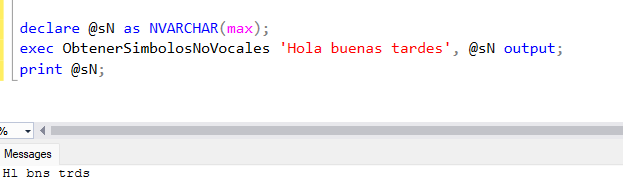 declare @sN as NVARCHAR(max);
exec ObtenerSimbolosNoVocales 'Hola buenas tardes', @sN output;
print @sN;
%
Messages
Hl bns trds